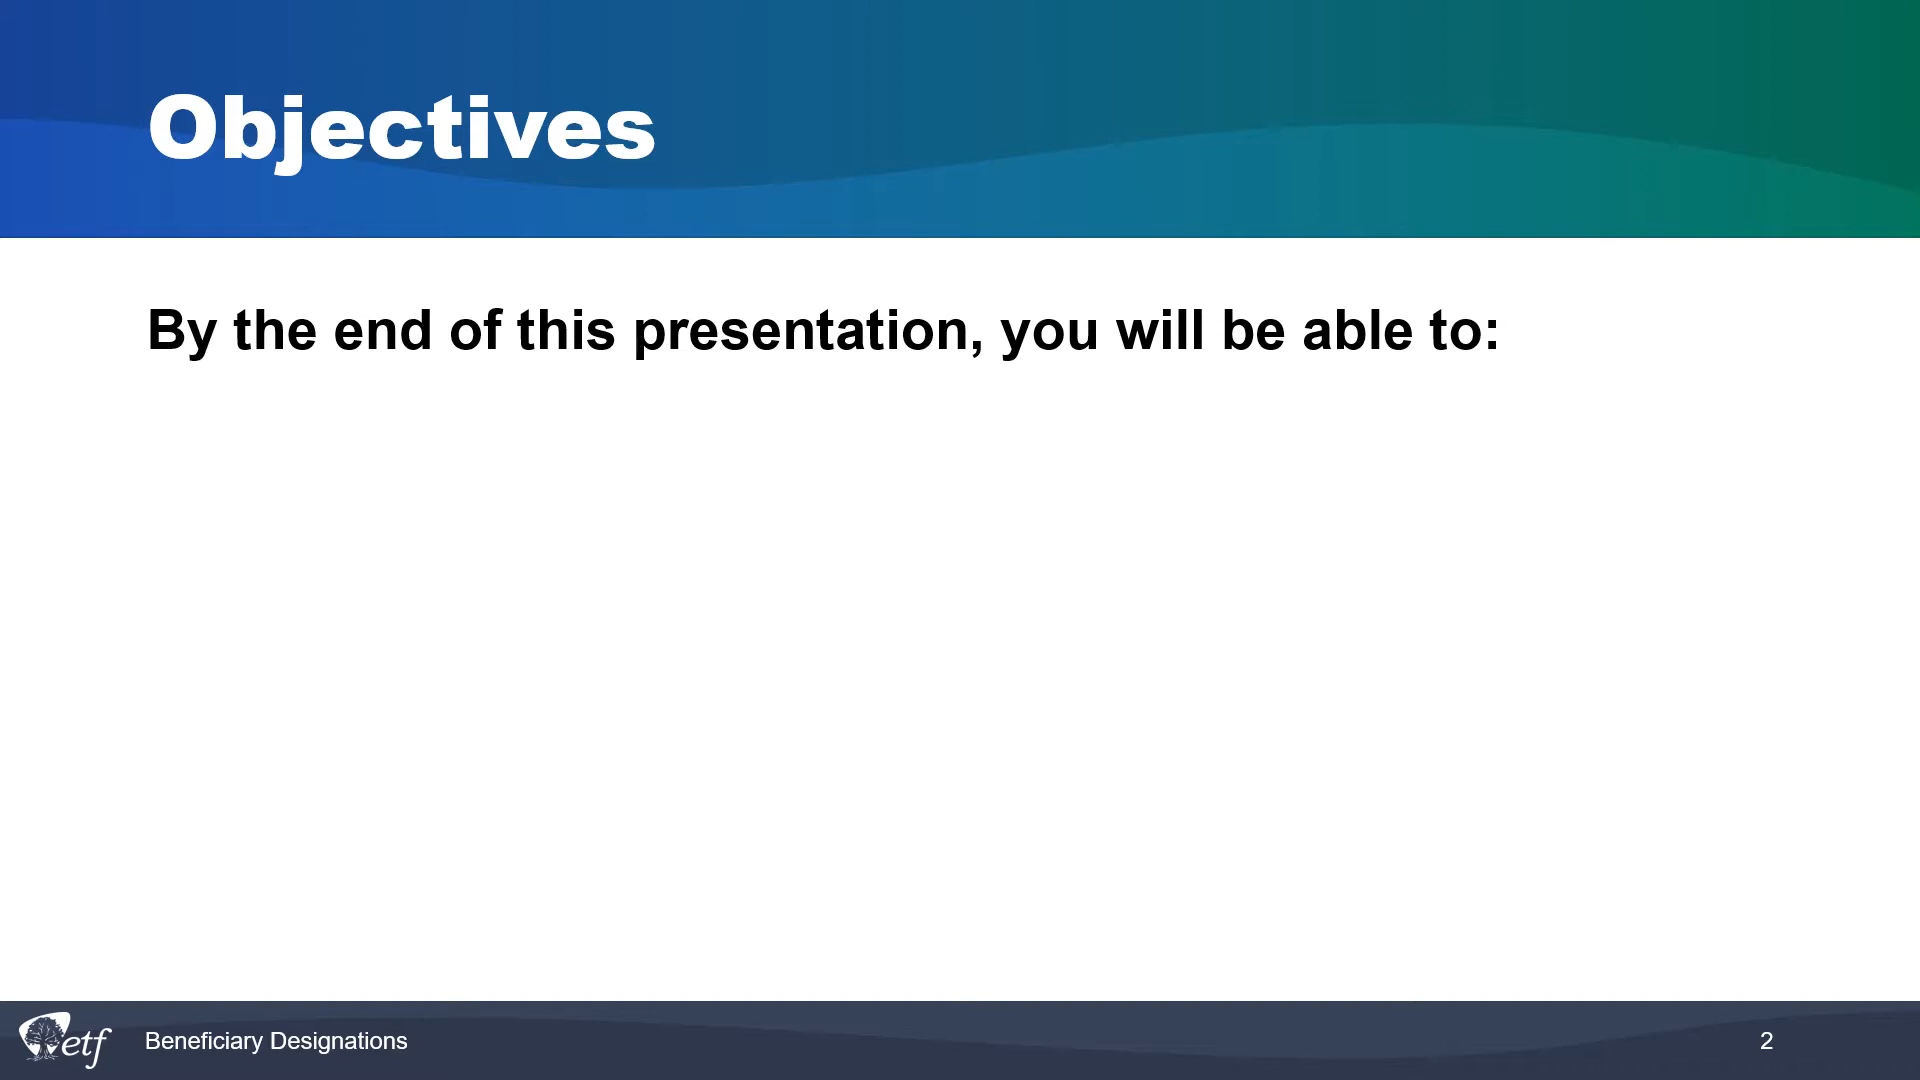 Objectives
By the end of this presentation, you will be able to:
etf
Beneficiary Designations
2